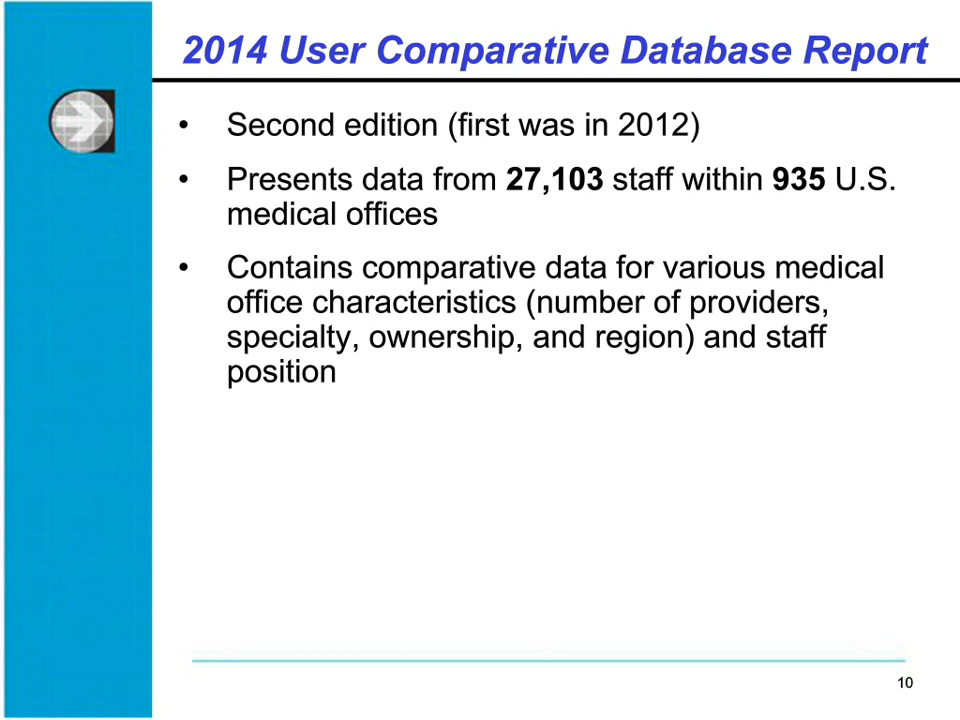 2014 User Comparative Database Report
• Second edition (first was in 2012)
• Presents data from 27,103 staff within 935 U.S.
medical offices
• Contains comparative data for various medical
office characteristics (number of providers,
specialty, ownership, and region) and staff
position
10